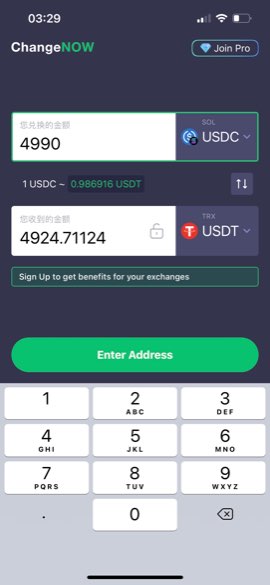 03:29
ChangeNOW
Join Pro
您兑换的金额
4990
SOL
USDC
1 USDC ~ 0.986916 USDT
您收到的金额
4924.71124
TRX
USDT
Sign Up to get benefits for your exchanges
Enter Address
1
2
ABC
3
DEF
4
GHI
5
JKL
6
MNO
7
PQRS
8
TUV
9
WXYZ
.
0